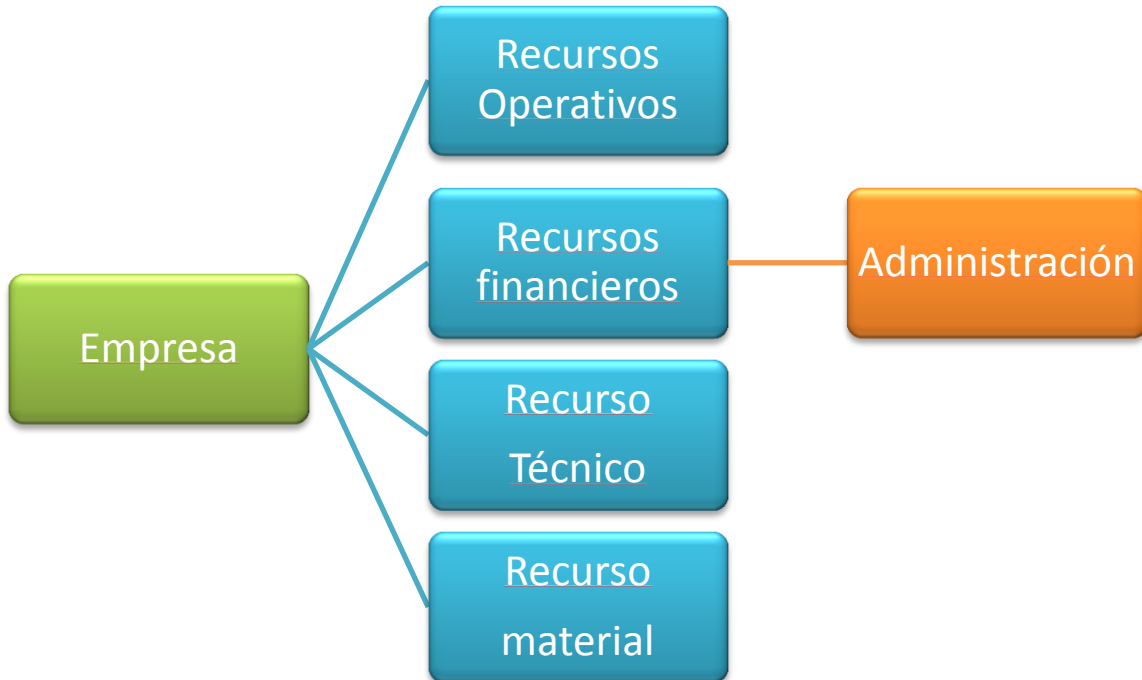 Recursos
Operativos
Recursos
financieros
Administración
Empresa
Recurso
Técnico
Recurso
material